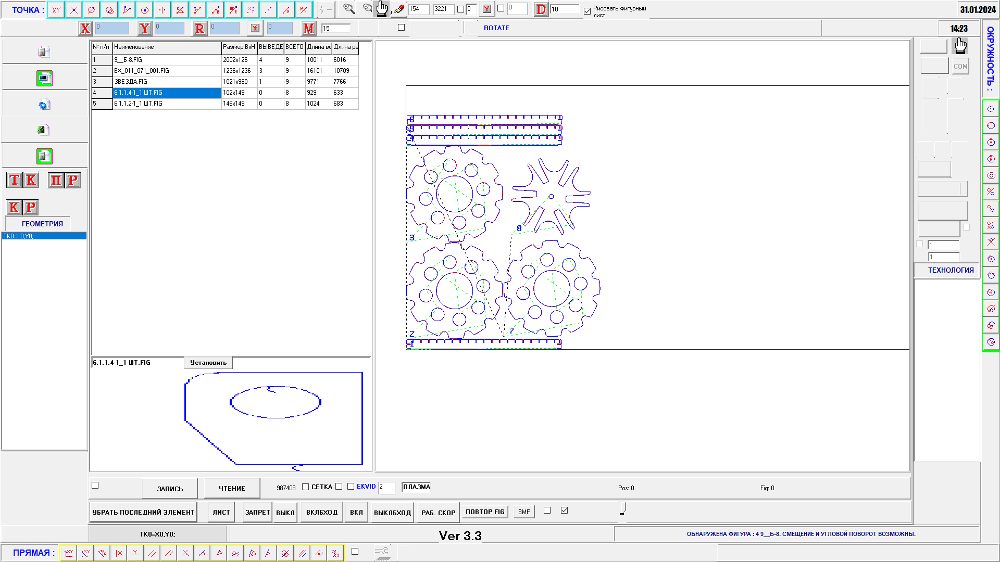 ТОЧКА :
154
3221
0
0
D
10
Рисовать фигурный
лист
31.01.2024
X
0
Y
0
R
0
Y
0
M
15
ROTATE
14:23
ОКРУЖНОСТЬ :
№ п/п Наименование Размер ВхН ВЫВЕДЕ ВСЕГО Длина вс Длина ре
1 9__Б-8.FIG 2002x126 4 9 10011 6016
2 EX_011_071_001.FIG 1236x1236 3 9 16101 10709
3 ЗВЕЗДА.FIG 1021x980 1 9 9771 7766
4 6.1.1.4-1_1 ШТ.FIG 102x149 0 8 929 633
5 6.1.1.2-1_1 ШТ.FIG 146x149 0 8 1024 683
COM
Т К П Р
К Р
ГЕОМЕТРИЯ
TK0=X0,Y0;
6
5
4
3
8
2
7
1
1
1
ТЕХНОЛОГИЯ
6.1.1.4-1_1 ШТ.FIG
Установить
ЗАПИСЬ
ЧТЕНИЕ
987408
СЕТКА
EKVID
2
ПЛАЗМА
Pos: 0
Fig: 0
УБРАТЬ ПОСЛЕДНИЙ ЭЛЕМЕНТ
ЛИСТ
ЗАПРЕТ
ВЫКЛ
ВКЛБХОД
ВКЛ
ВЫКЛБХОД
РАБ. СКОР
ПОВТОР FIG
BMP
TK0=X0,Y0;
Ver 3.3
ОБНАРУЖЕНА ФИГУРА : 4 9__Б-8. СМЕЩЕНИЕ И УГЛОВОЙ ПОВОРОТ ВОЗМОЖНЫ.
ПРЯМАЯ :